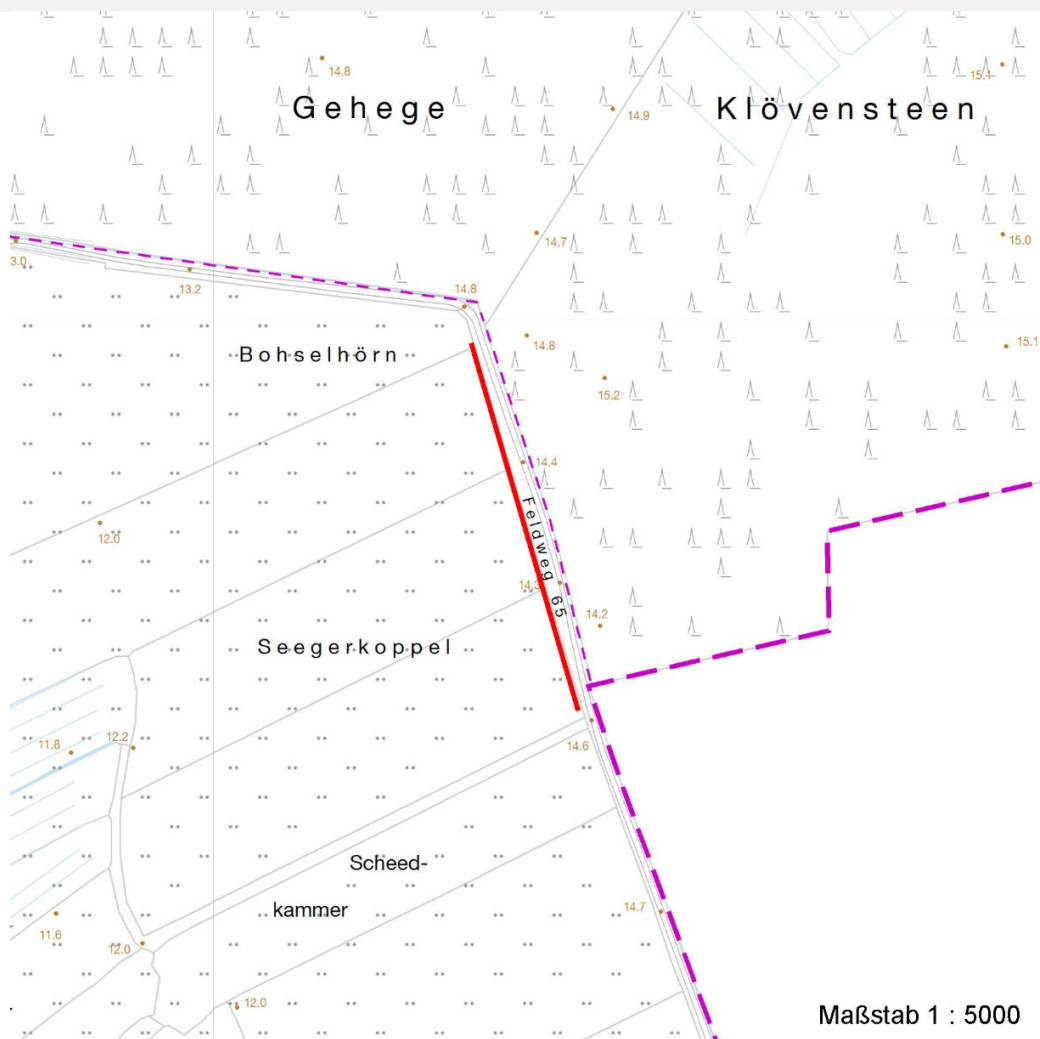 14.8
15.1
Gehege
Klövensteen
14.9
14.7
15.0
3.0
13.2
14.8
14.8
15.1
Bohselhörn
15.2
14.4
Feldweg 65
12.0
14.3
14.2
Seegerkoppel
11.8
12.2
14.6
Scheed-
kammer
14.7
11.6
12.0
12.0
Maßstab 1 : 5000